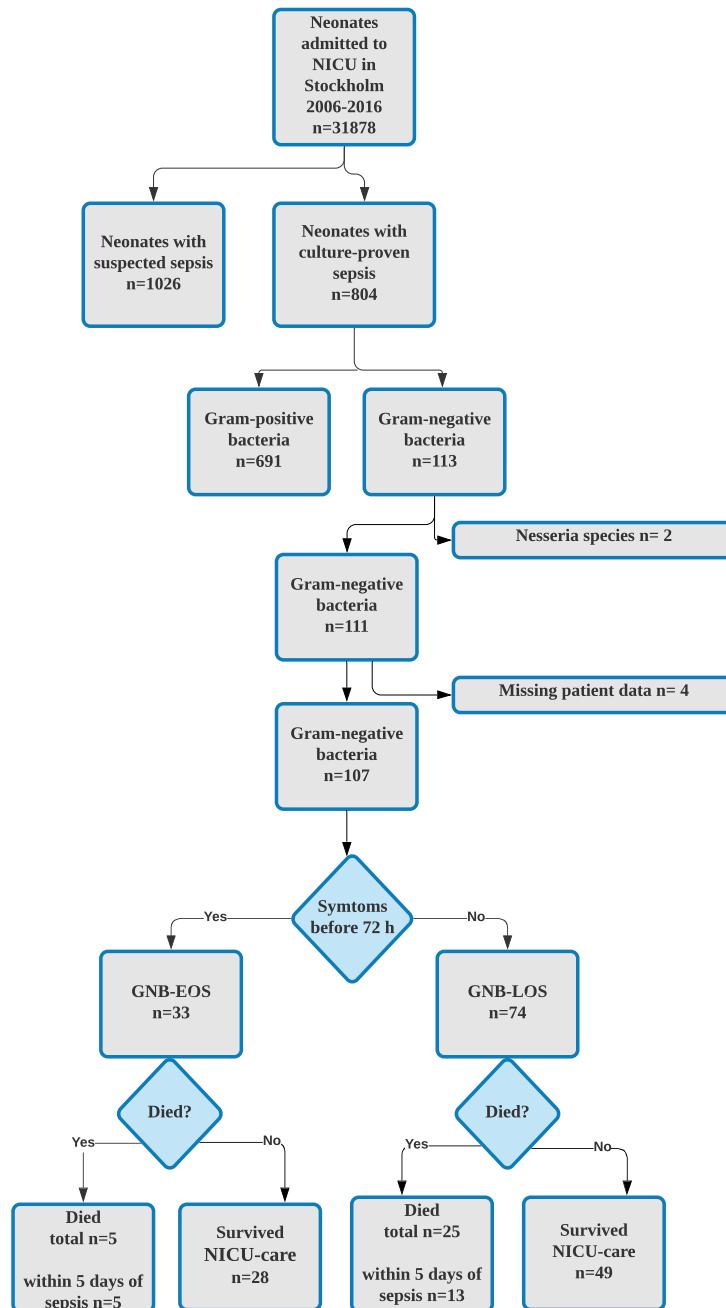 Neonates
admitted to
NICU in
Stockholm
2006-2016
n=31878
Neonates with
suspected sepsis
n=1026
Neonates with
culture-proven
sepsis
n=804
Gram-positive
bacteria
n=691
Gram-negative
bacteria
n=113
Nesseria species n= 2
Gram-negative
bacteria
n=111
Missing patient data n= 4
Gram-negative
bacteria
n=107
Symtoms
before 72 h
Yes
No
GNB-EOS
n=33
GNB-LOS
n=74
Died?
Died?
Yes
No
Yes
No
Died
total n=5
within 5 days of
sepsis n=5
Survived
NICU-care
n=28
Died
total n=25
within 5 days of
sepsis n=13
Survived
NICU-care
n=49